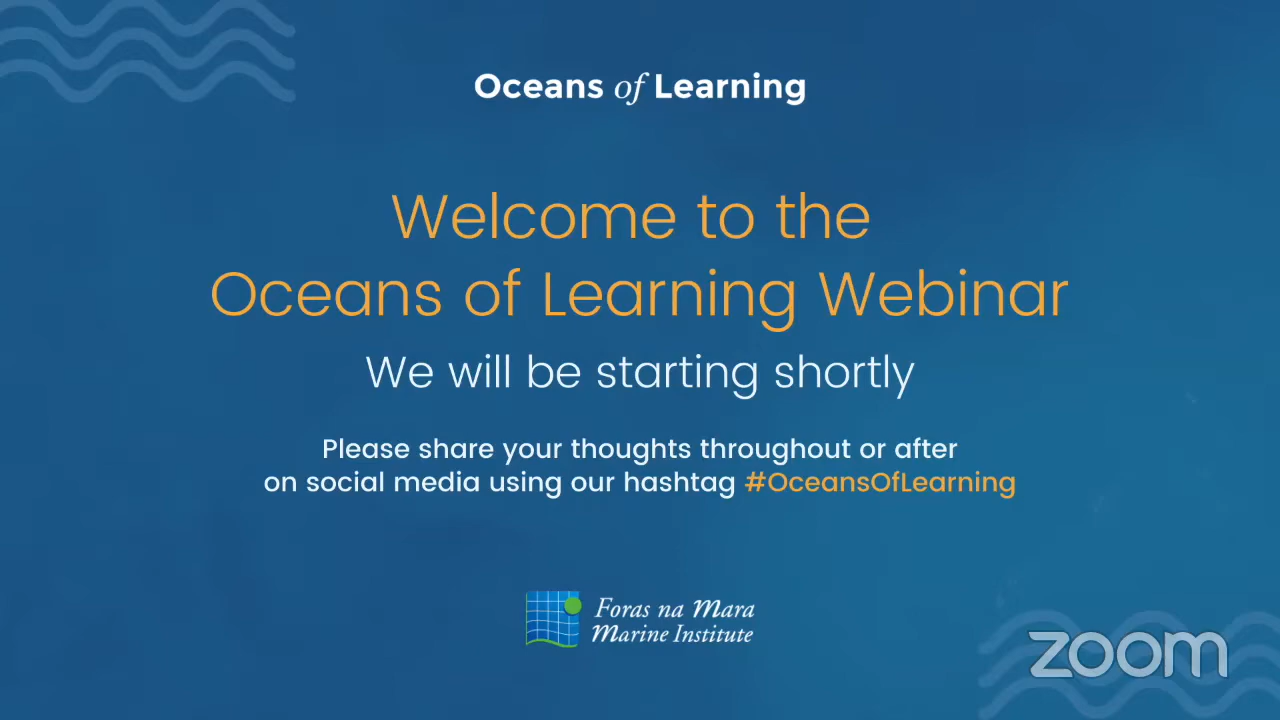 Oceans of Learning
Welcome to the
Oceans of Learning Webinar
We will be starting shortly
Please share your thoughts throughout or after
on social media using our hashtag #OceansOfLearning
Foras na Mara
Marine Institute
zoom